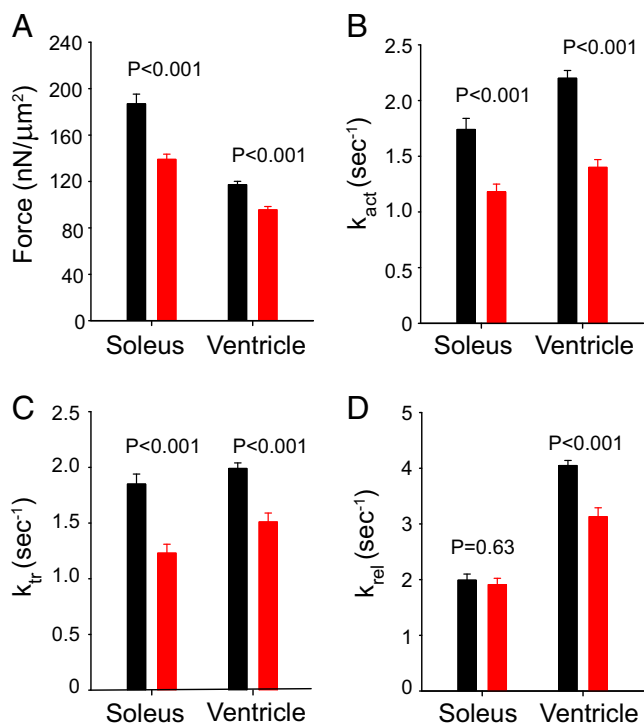 A
Force (nN/μm²)
240
200
160
120
80
40
0
P<0.001
P<0.001
Soleus Ventricle
B
k_act (sec⁻¹)
2.5
2.0
1.5
1.0
0.5
0
P<0.001
P<0.001
Soleus Ventricle
C
k_tr (sec⁻¹)
2.5
2.0
1.5
1.0
0.5
0
P<0.001
P<0.001
Soleus Ventricle
D
k_rel (sec⁻¹)
5
4
3
2
1
0
P=0.63
P<0.001
Soleus Ventricle